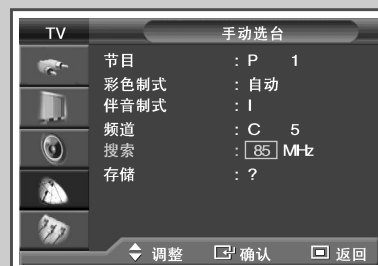 TV 手动选台
节目 : P 1
彩色制式 : 自动
伴音制式 : I
频道 : C 5
搜索 : 85 MHz
存储 : ?
调整 确认 返回